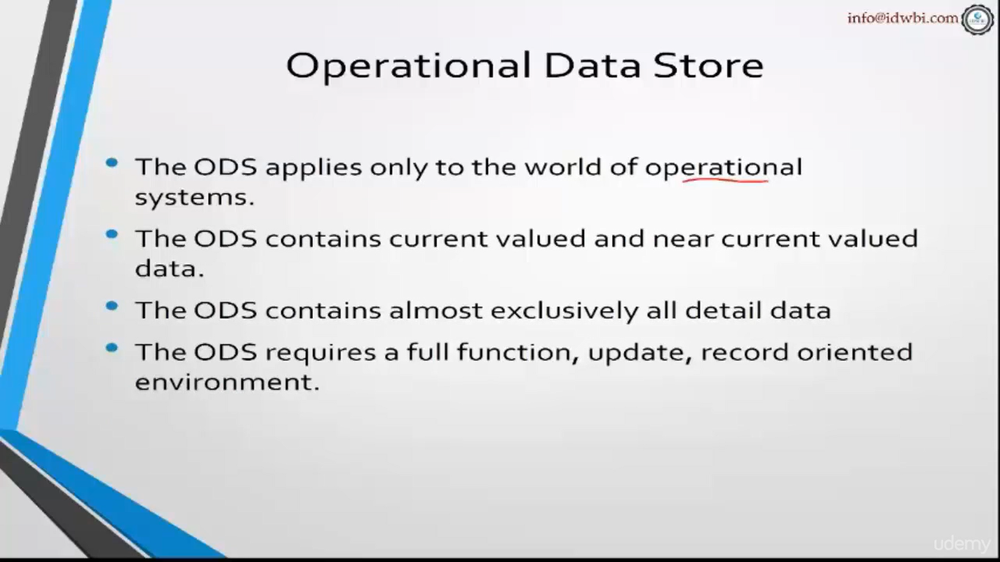 info@idwbi.com
Operational Data Store
The ODS applies only to the world of operational
systems.
The ODS contains current valued and near current valued
data.
The ODS contains almost exclusively all detail data
The ODS requires a full function, update, record oriented
environment.
udemy